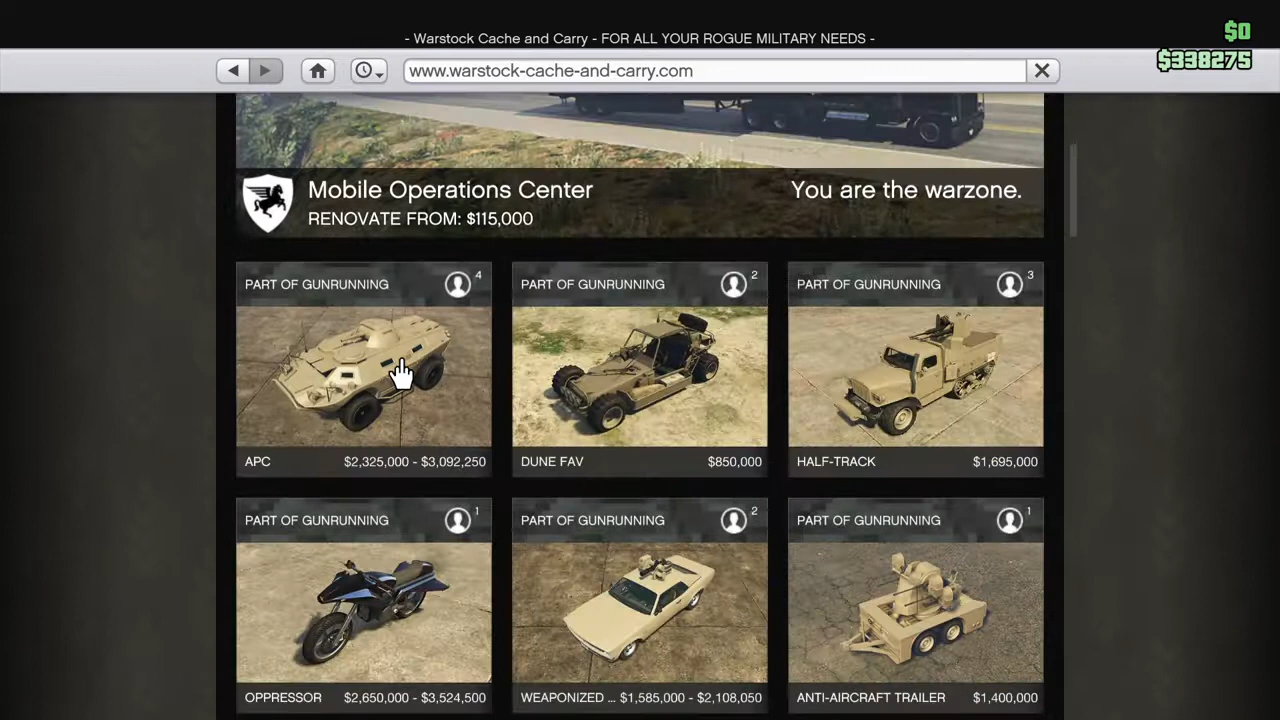 - Warstock Cache and Carry - FOR ALL YOUR ROGUE MILITARY NEEDS -
$0
$338275
www.warstock-cache-and-carry.com
Mobile Operations Center
You are the warzone.
RENOVATE FROM: $115,000
PART OF GUNRUNNING 4
PART OF GUNRUNNING 2
PART OF GUNRUNNING 3
APC $2,325,000 - $3,092,250
DUNE FAV $850,000
HALF-TRACK $1,695,000
PART OF GUNRUNNING 1
PART OF GUNRUNNING 2
PART OF GUNRUNNING 1
OPPRESSOR $2,650,000 - $3,524,500
WEAPONIZED ... $1,585,000 - $2,108,050
ANTI-AIRCRAFT TRAILER $1,400,000